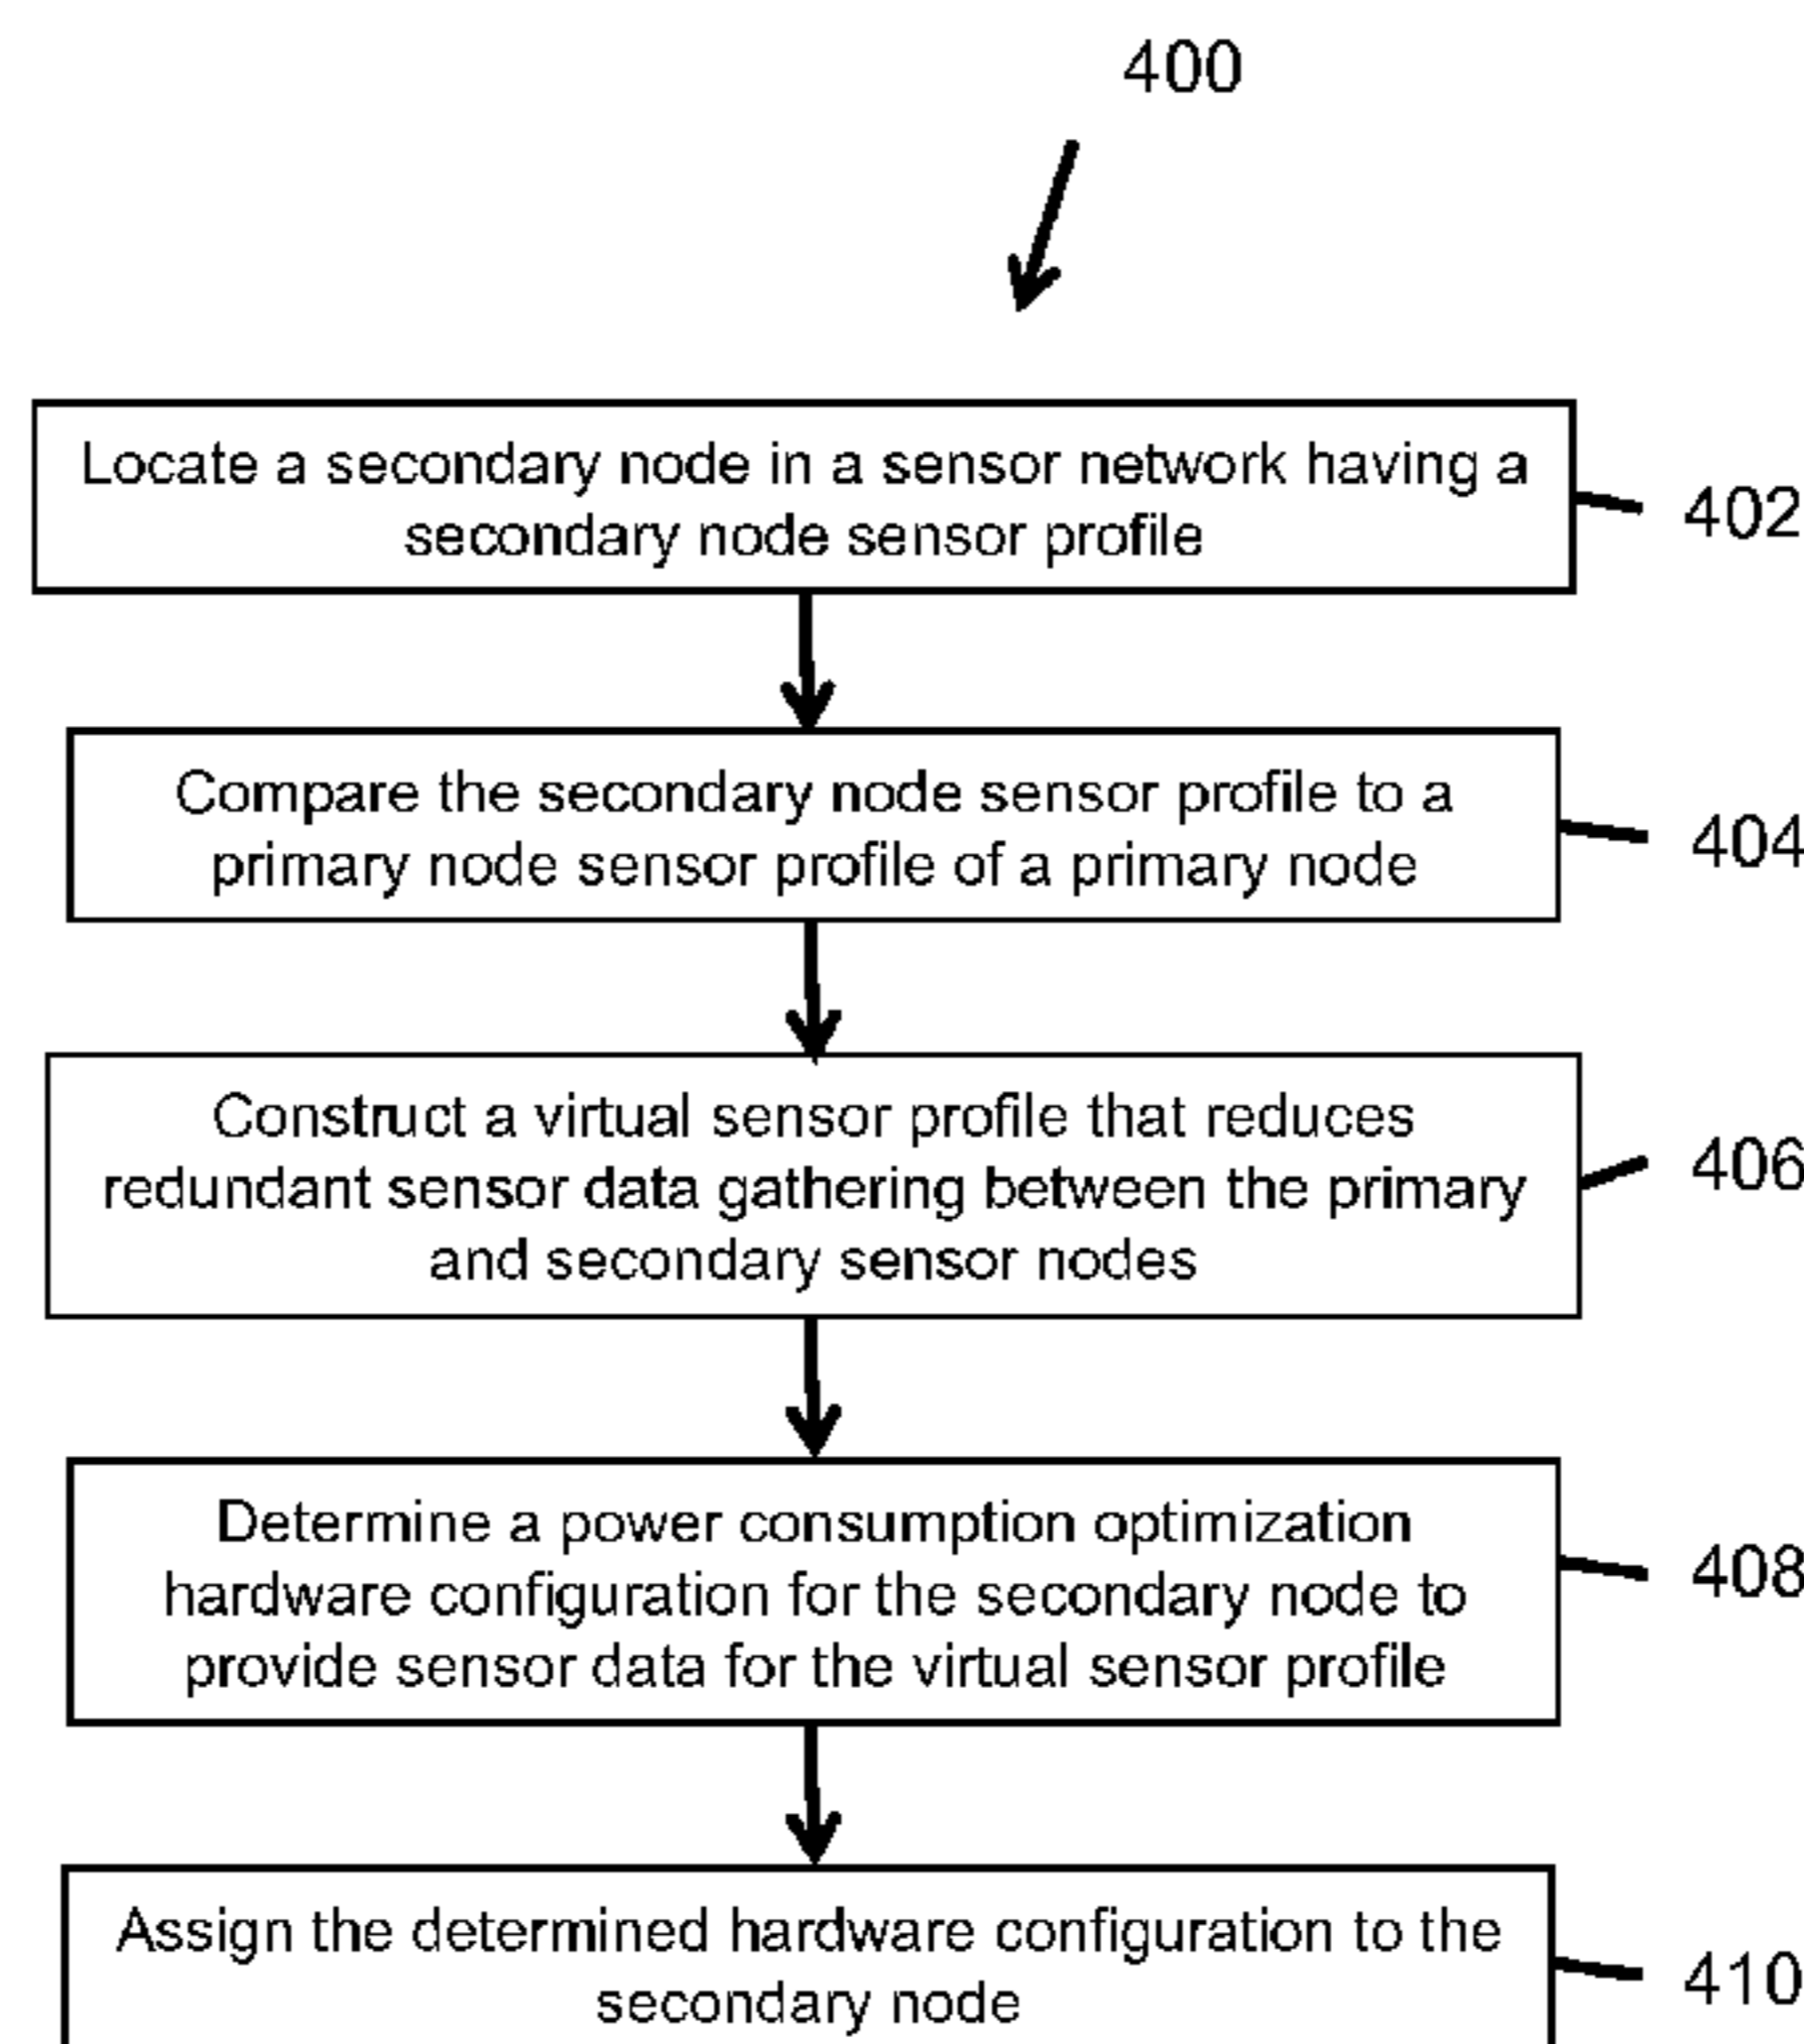 400
Locate a secondary node in a sensor network having a
secondary node sensor profile
402
Compare the secondary node sensor profile to a
primary node sensor profile of a primary node
404
Construct a virtual sensor profile that reduces
redundant sensor data gathering between the primary
and secondary sensor nodes
406
Determine a power consumption optimization
hardware configuration for the secondary node to
provide sensor data for the virtual sensor profile
408
Assign the determined hardware configuration to the
secondary node
410